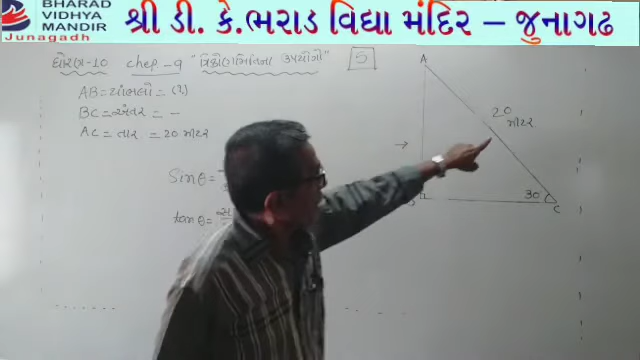 BHARAD
VIDHYA
MANDIR
Junagadh
શ્રી ડી. કે.ભરાડ વિદ્યા મંદિર – જુનાગઢ
ધોરણ-10 chep-9 "ત્રિકોણમિતિના ઉપયોગો"
AB=થાંભલો = (?)
BC=અંતર = -
AC=તાર = 20 મીટર
Sinθ =
tanθ =
A
20
મીટર
30
C